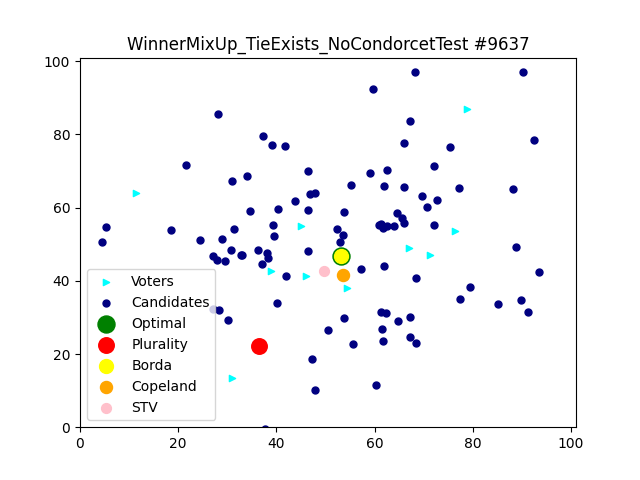 WinnerMixUp_TieExists_NoCondorcetTest #9637
100
80
60
40
20
0
Voters
Candidates
Optimal
Plurality
Borda
Copeland
STV
0 20 40 60 80 100